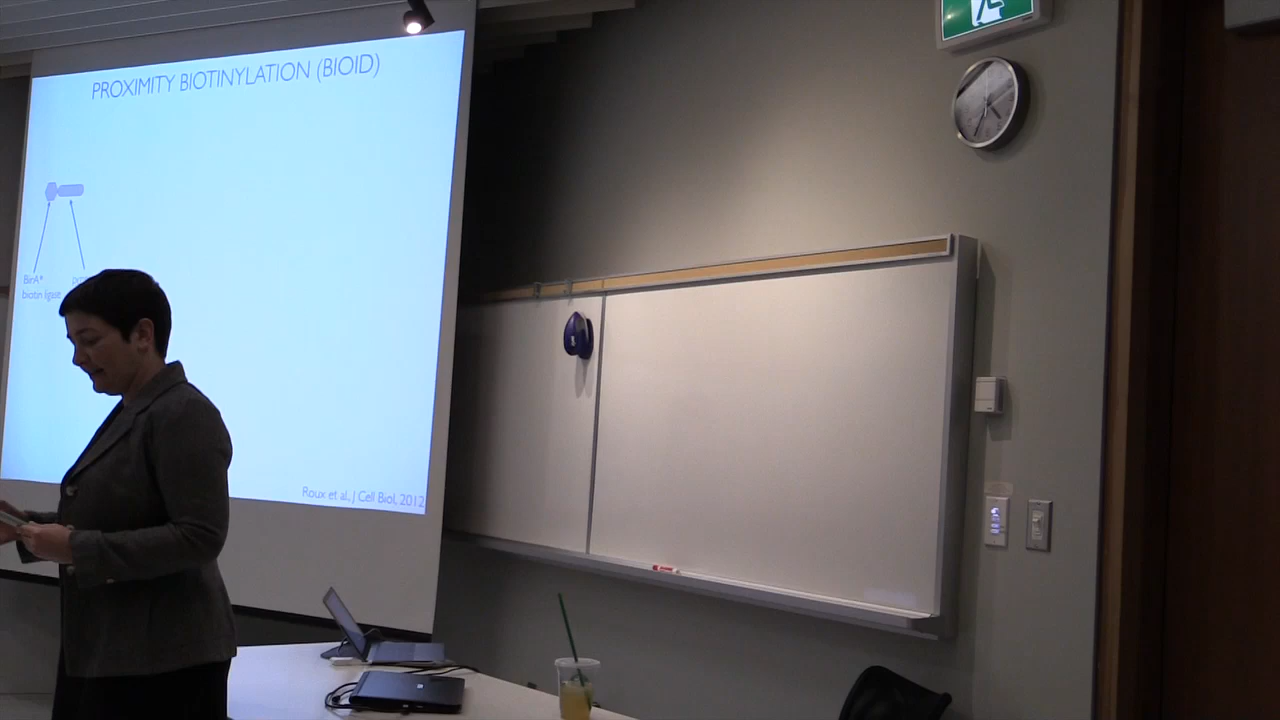 PROXIMITY BIOTINYLATION (BIOID)
BirA*
biotin ligase
Roux et al., J Cell Biol, 2012